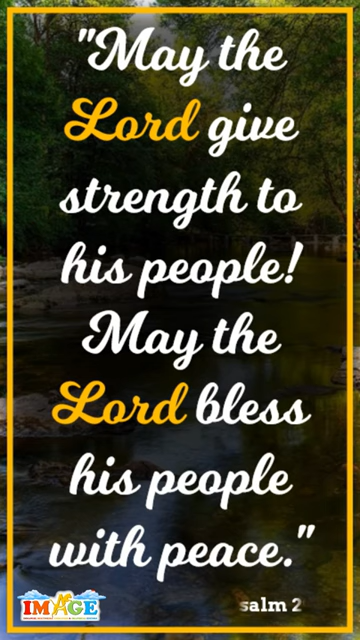 "May the
Lord give
strength to
his people!
May the
Lord bless
his people
with peace."
salm 2
IMAGE